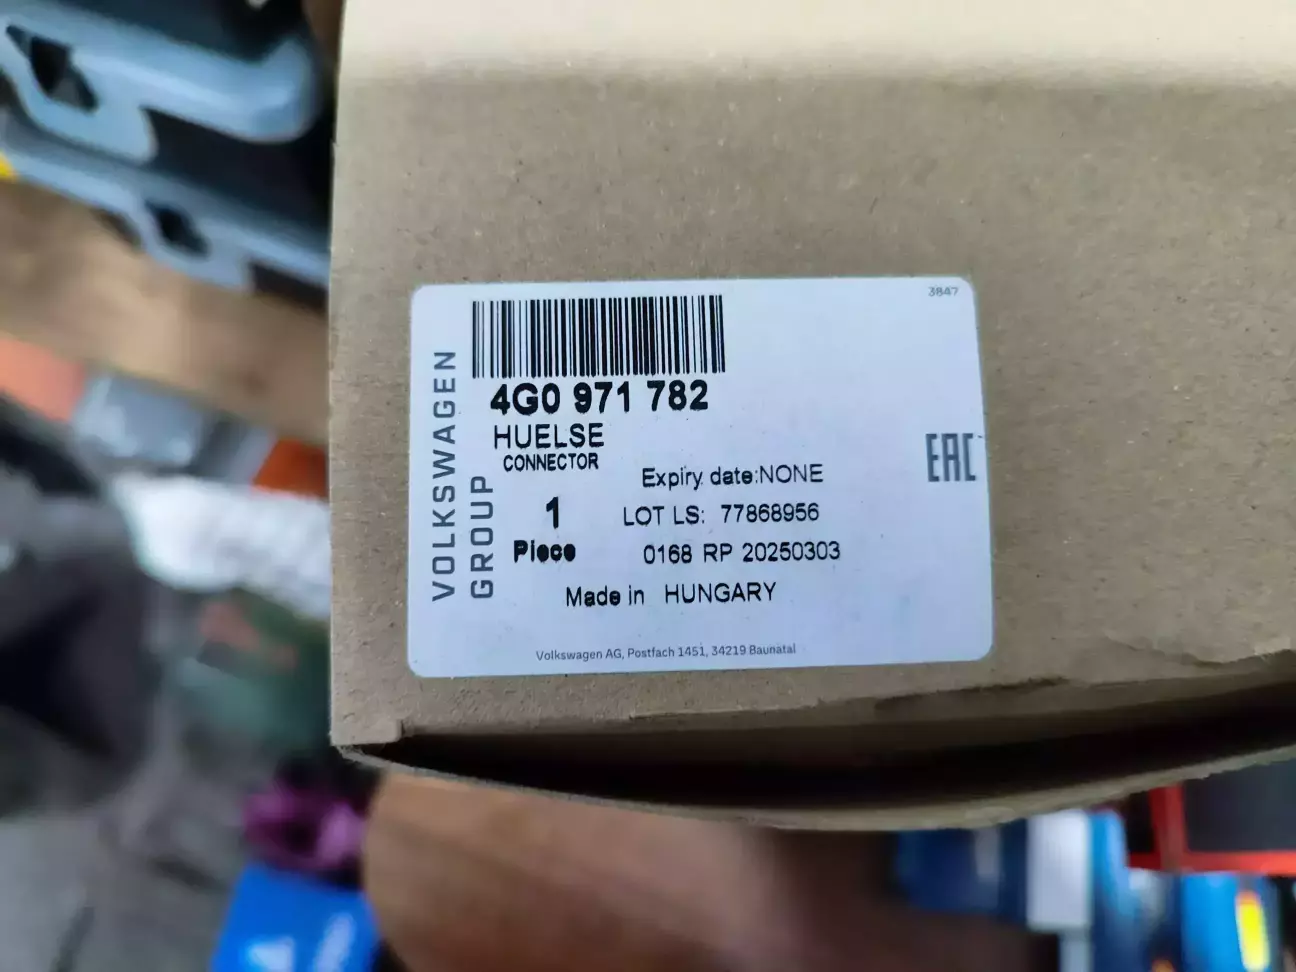 3847
VOLKSWAGEN
GROUP
4G0 971 782
HUELSE
CONNECTOR
Expiry date:NONE
1
LOT LS: 77868956
Piece
0168 RP 20250303
Made in HUNGARY
EAC
Volkswagen AG, Postfach 1451, 34219 Baunatal